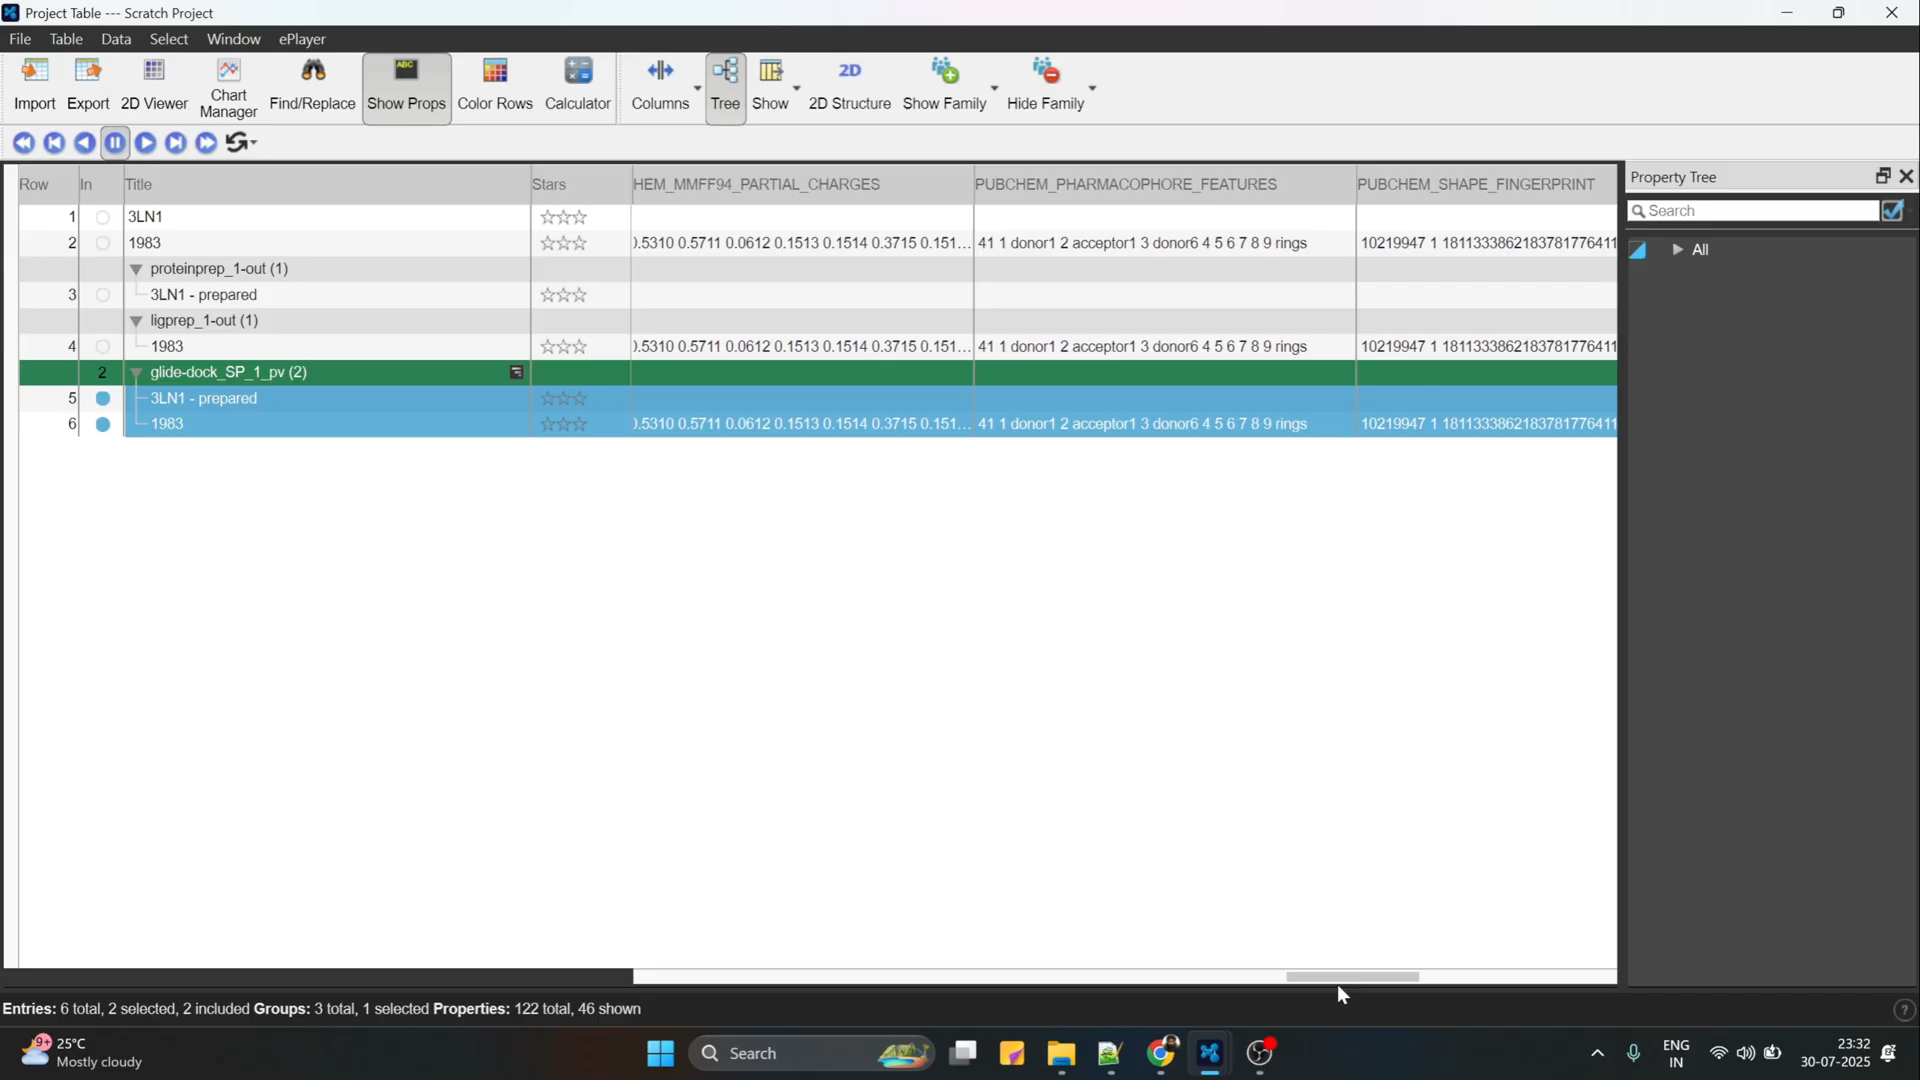 Project Table --- Scratch Project
File Table Data Select Window ePlayer
Import Export 2D Viewer Chart Manager Find/Replace ABC Show Props Color Rows Calculator Columns Tree Show 2D 2D Structure Show Family Hide Family
Row In Title Stars HEM_MMFF94_PARTIAL_CHARGES PUBCHEM_PHARMACOPHORE_FEATURES PUBCHEM_SHAPE_FINGERPRINT
1 3LN1
2 1983 0.5310 0.5711 0.0612 0.1513 0.1514 0.3715 0.151... 41 1 donor1 2 acceptor1 3 donor6 4 5 6 7 8 9 rings 10219947 1 1811333862183781776411
proteinprep_1-out (1)
3 3LN1 - prepared
ligprep_1-out (1)
4 1983 0.5310 0.5711 0.0612 0.1513 0.1514 0.3715 0.151... 41 1 donor1 2 acceptor1 3 donor6 4 5 6 7 8 9 rings 10219947 1 1811333862183781776411
2 glide-dock_SP_1_pv (2)
5 3LN1 - prepared
6 1983 0.5310 0.5711 0.0612 0.1513 0.1514 0.3715 0.151... 41 1 donor1 2 acceptor1 3 donor6 4 5 6 7 8 9 rings 10219947 1 1811333862183781776411
Property Tree
Search
All
Entries: 6 total, 2 selected, 2 included Groups: 3 total, 1 selected Properties: 122 total, 46 shown
?
9+ 25°C
Mostly cloudy
Search
ENG
IN
23:32
30-07-2025